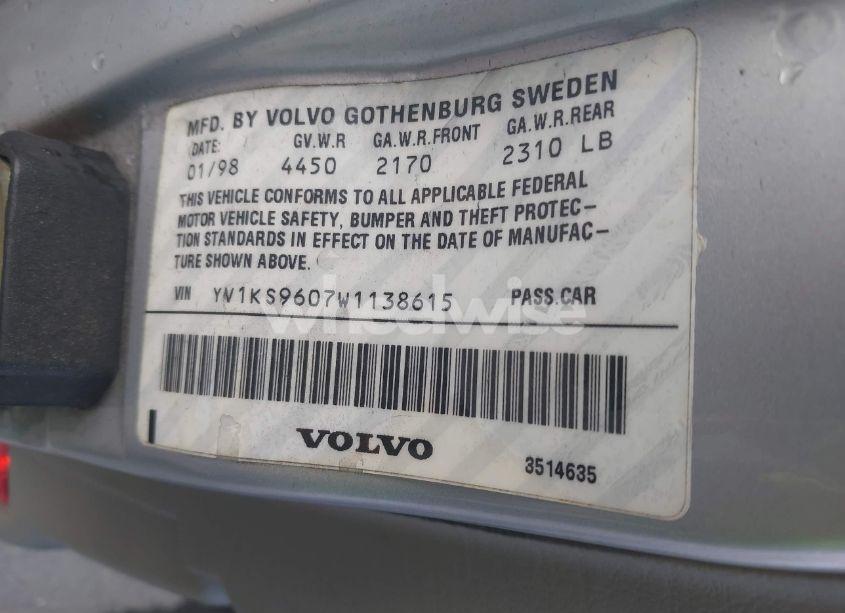 MFD. BY VOLVO GOTHENBURG SWEDEN
DATE: GV.W.R GA.W.R.FRONT GA.W.R.REAR
01/98 4450 2170 2310 LB
THIS VEHICLE CONFORMS TO ALL APPLICABLE FEDERAL
MOTOR VEHICLE SAFETY, BUMPER AND THEFT PROTEC-
TION STANDARDS IN EFFECT ON THE DATE OF MANUFAC-
TURE SHOWN ABOVE.
VIN YV1KS9607W1138615 PASS.CAR
wheelwise
VOLVO
3514635